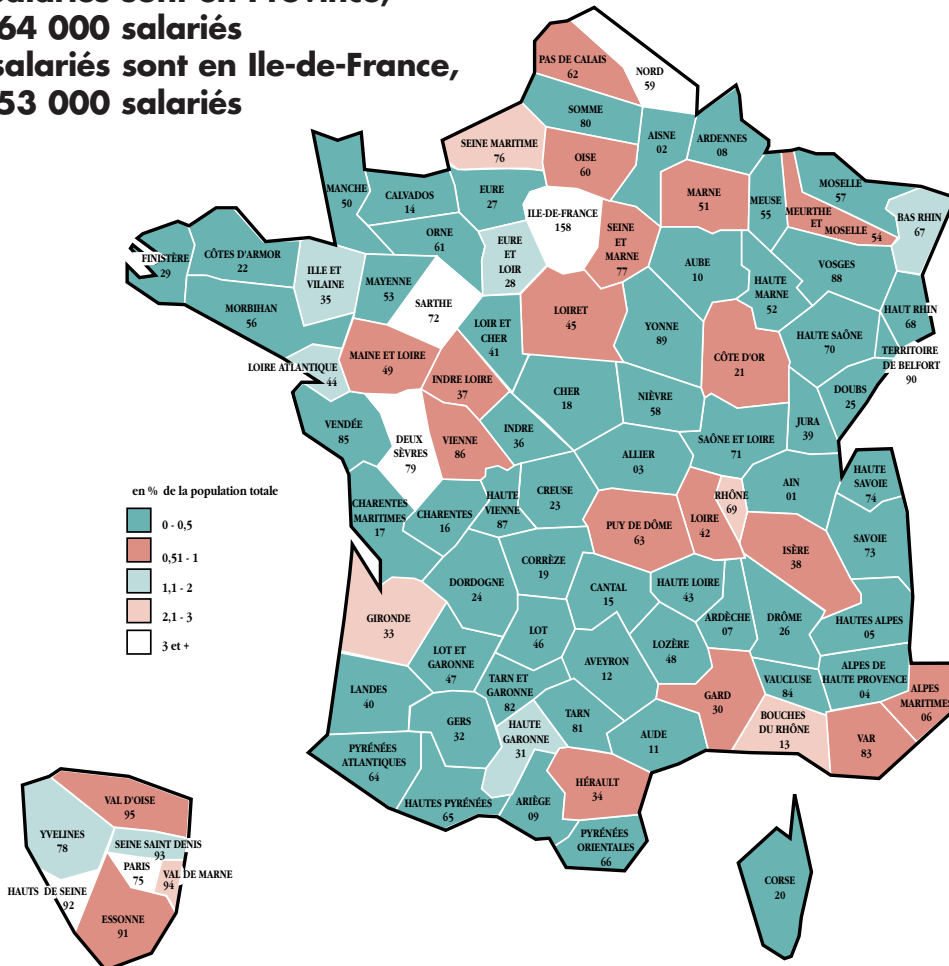 salariés sont en Province,
64 000 salariés
salariés sont en Ile-de-France,
53 000 salariés
PAS DE CALAIS
62
NORD
59
SOMME
80
AISNE
02
ARDENNES
08
SEINE MARITIME
76
OISE
60
MANCHE
50
CALVADOS
14
EURE
27
ILE-DE-FRANCE
158
MARNE
51
MEUSE
55
MOSELLE
57
MEURTHE
ET
MOSELLE 54
BAS RHIN
67
ORNE
61
EURE
ET
LOIR
28
SEINE
ET
MARNE
77
AUBE
10
HAUTE
MARNE
52
VOSGES
88
HAUT RHIN
68
FINISTÈRE
29
CÔTES D'ARMOR
22
ILLE ET
VILAINE
35
MAYENNE
53
SARTHE
72
MORBIHAN
56
LOIR ET
CHER
41
LOIRET
45
YONNE
89
CÔTE D'OR
21
HAUTE SAÔNE
70
TERRITOIRE
DE BELFORT
90
LOIRE ATLANTIQUE
44
MAINE ET LOIRE
49
INDRE LOIRE
37
CHER
18
NIÈVRE
58
DOUBS
25
JURA
39
VENDÉE
85
DEUX
SÈVRES
79
VIENNE
86
INDRE
36
ALLIER
03
SAÔNE ET LOIRE
71
AIN
01
HAUTE
SAVOIE
74
en % de la population totale
0 - 0,5
0,51 - 1
1,1 - 2
2,1 - 3
3 et +
CHARENTES
MARITIMES
17
CHARENTES
16
HAUTE
VIENNE
87
CREUSE
23
PUY DE DÔME
63
LOIRE
42
RHÔNE
69
ISÈRE
38
SAVOIE
73
GIRONDE
33
DORDOGNE
24
CORRÈZE
19
CANTAL
15
HAUTE LOIRE
43
ARDÈCHE
07
DRÔME
26
HAUTES ALPES
05
LOT ET
GARONNE
47
LOT
46
AVEYRON
12
LOZÈRE
48
VAUCLUSE
84
ALPES DE
HAUTE PROVENCE
04
ALPES
MARITIMES
06
LANDES
40
GERS
32
TARN ET
GARONNE
82
HAUTE
GARONNE
31
TARN
81
AUDE
11
GARD
30
BOUCHES
DU RHÔNE
13
VAR
83
PYRÉNÉES
ATLANTIQUES
64
HAUTES PYRÉNÉES
65
ARIÈGE
09
HÉRAULT
34
PYRÉNÉES
ORIENTALES
66
CORSE
20
VAL D'OISE
95
YVELINES
78
SEINE SAINT DENIS
93
PARIS
75
VAL DE MARNE
94
HAUTS DE SEINE
92
ESSONNE
91